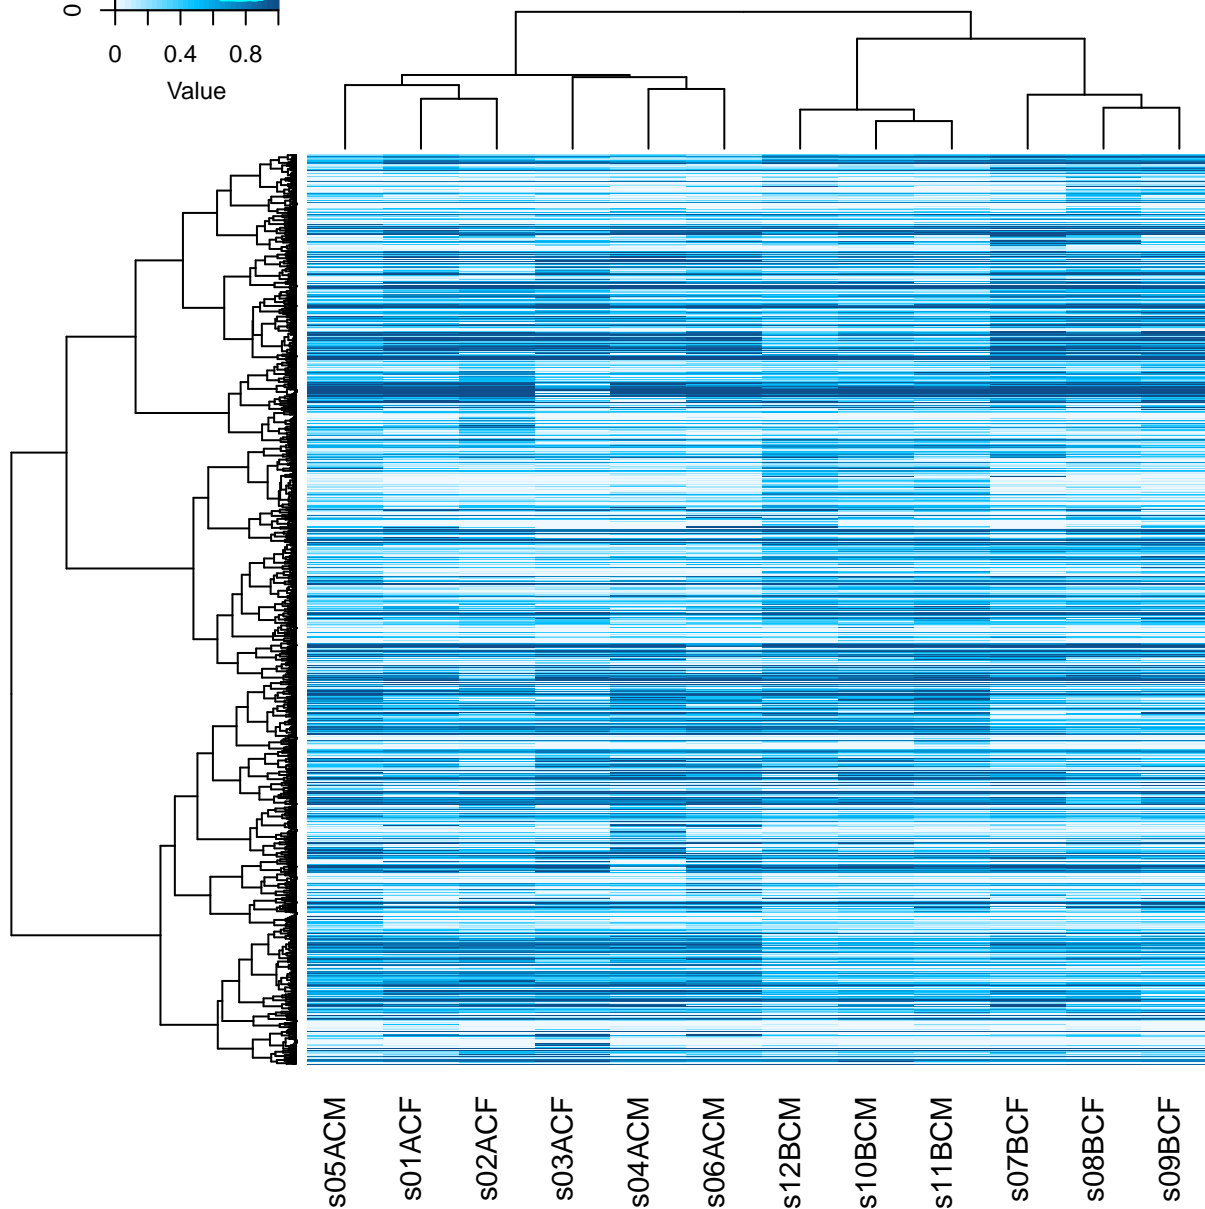 0
0 0.4 0.8
Value
s05ACM
s01ACF
s02ACF
s03ACF
s04ACM
s06ACM
s12BCM
s10BCM
s11BCM
s07BCF
s08BCF
s09BCF